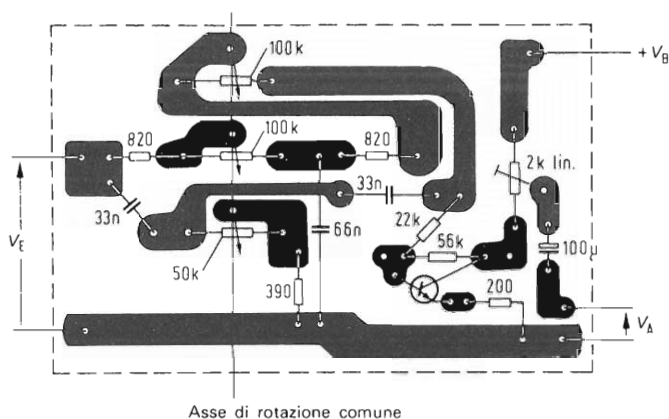 100k
+ V_B
820
100k
820
2k lin.
33n
33n
22k
V_E
66n
56k
100µ
50k
390
200
V_A
Asse di rotazione comune